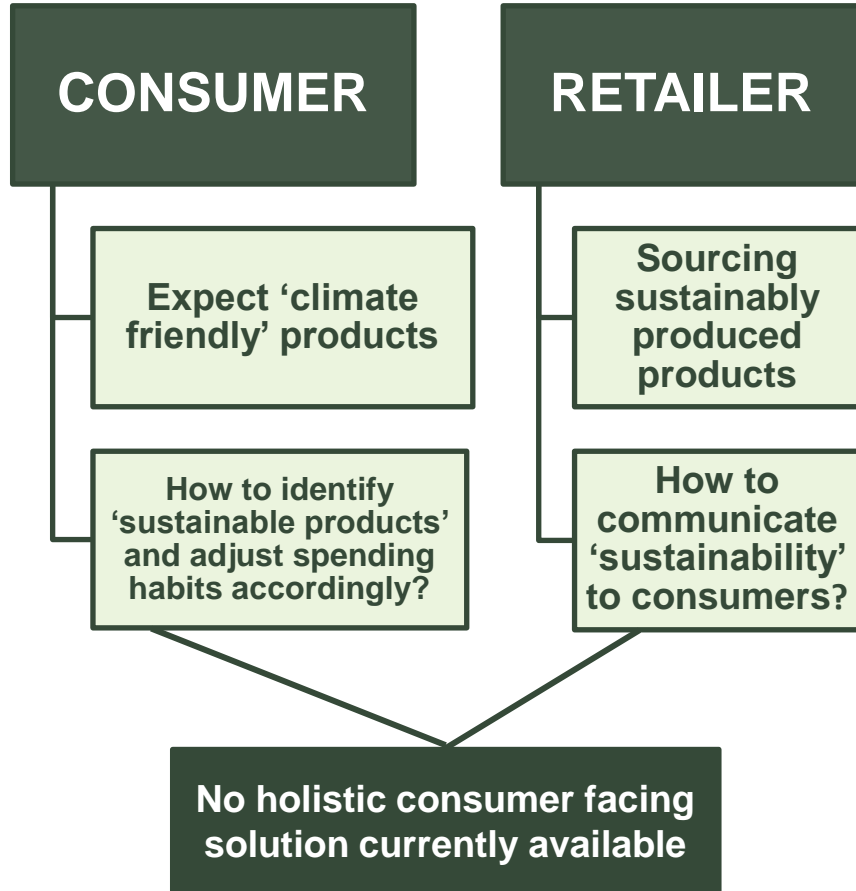 CONSUMER
Expect ‘climate
friendly’ products
How to identify
‘sustainable products’
and adjust spending
habits accordingly?
RETAILER
Sourcing
sustainably
produced
products
How to
communicate
‘sustainability’
to consumers?
No holistic consumer facing
solution currently available